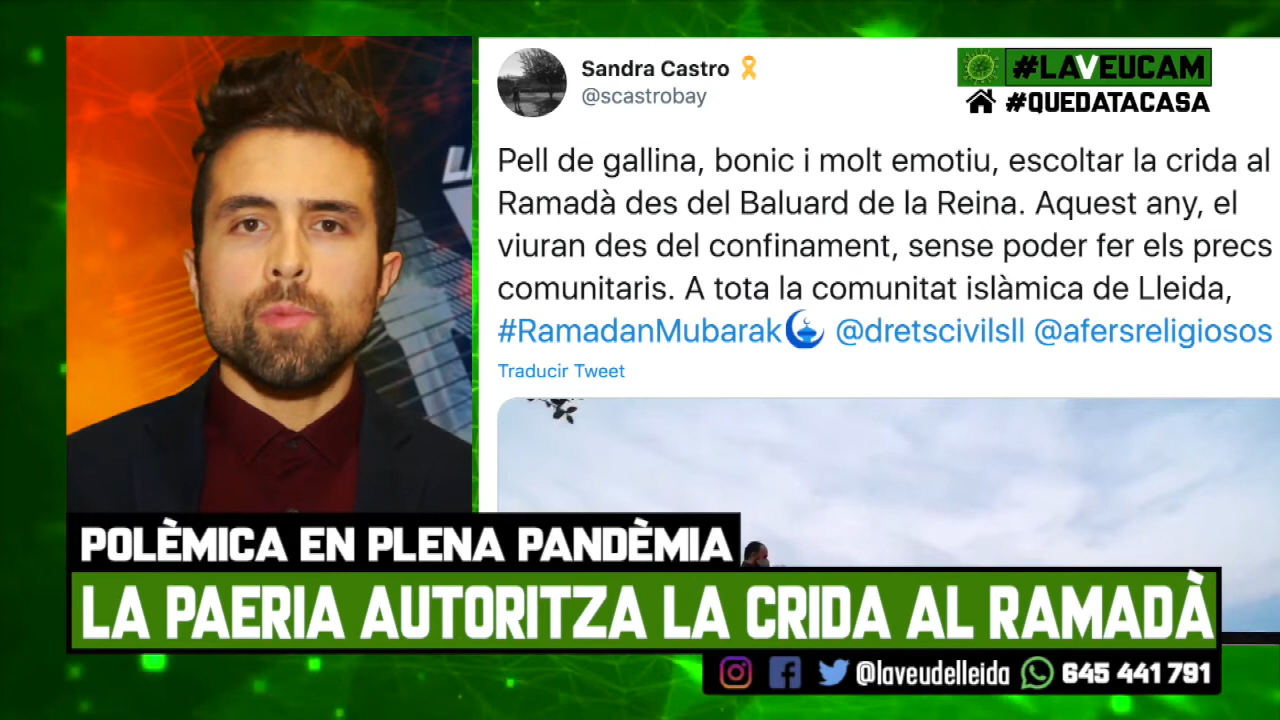 Sandra Castro
@scastrobay
#LAVEUCAM
#QUEDATACASA
Pell de gallina, bonic i molt emotiu, escoltar la crida al
Ramadà des del Baluard de la Reina. Aquest any, el
viuran des del confinament, sense poder fer els precs
comunitaris. A tota la comunitat islàmica de Lleida,
#RamadanMubarak @dretscivilsll @afersreligiosos
Traducir Tweet
POLÈMICA EN PLENA PANDÈMIA
LA PAERIA AUTORITZA LA CRIDA AL RAMADÀ
@laveudelleida 645 441 791